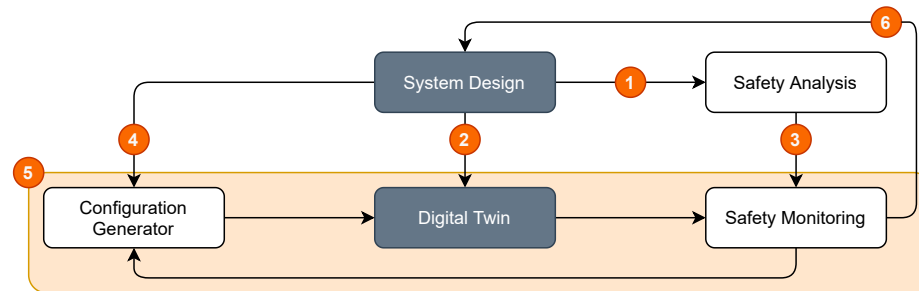 6
System Design
1
Safety Analysis
4
2
3
5
Configuration
Generator
Digital Twin
Safety Monitoring